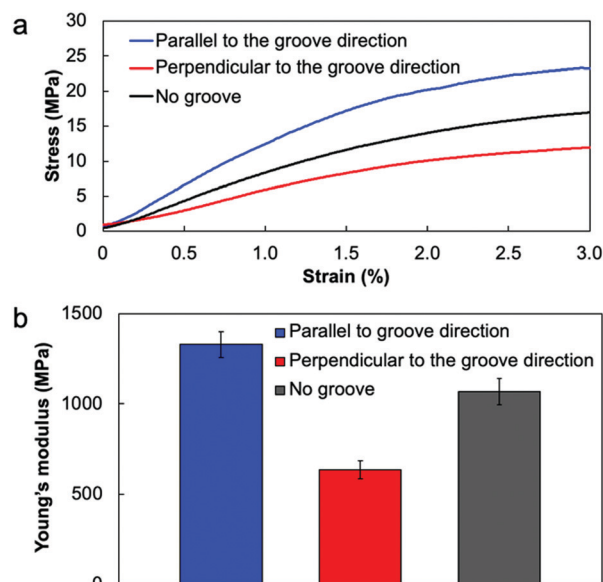 a
30
25
20
15
10
5
0
Stress (MPa)
Parallel to the groove direction
Perpendicular to the groove direction
No groove
0 0.5 1.0 1.5 2.0 2.5 3.0
Strain (%)
b
1500
1000
500
0
Young's modulus (MPa)
Parallel to groove direction
Perpendicular to the groove direction
No groove